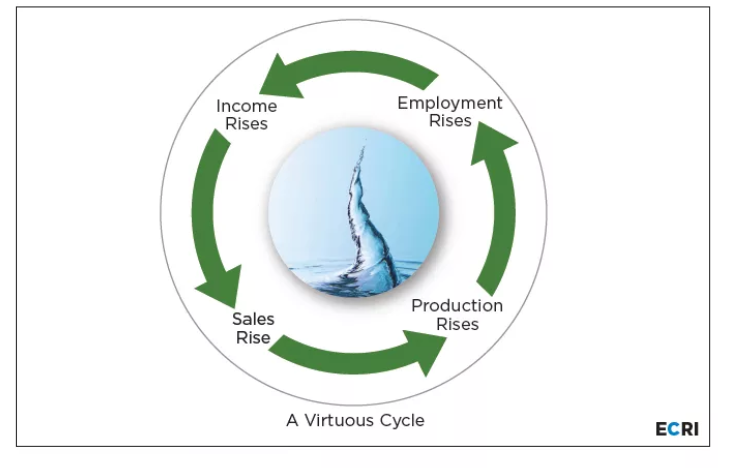 Employment
Rises
Income
Rises
Sales
Rise
Production
Rises
A Virtuous Cycle
ECRI